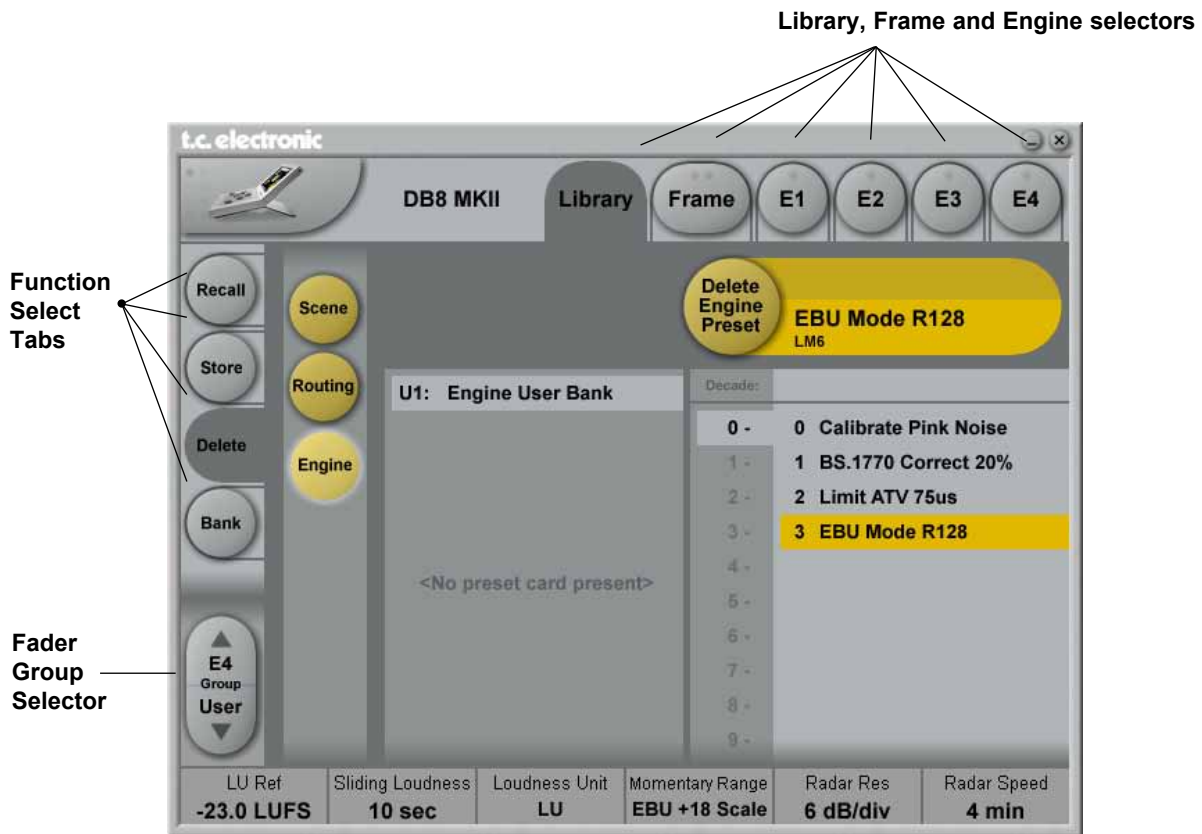 Library, Frame and Engine selectors
t.c. electronic
DB8 MKII
Library
Frame
E1
E2
E3
E4
Function
Select
Tabs
Recall
Store
Delete
Bank
Scene
Routing
Engine
Delete
Engine
Preset
EBU Mode R128
LM6
U1: Engine User Bank
<No preset card present>
Decade:
0 -
1 -
2 -
3 -
4 -
5 -
6 -
7 -
8 -
9 -
0 Calibrate Pink Noise
1 BS.1770 Correct 20%
2 Limit ATV 75us
3 EBU Mode R128
Fader
Group
Selector
E4
Group
User
LU Ref
-23.0 LUFS
Sliding Loudness
10 sec
Loudness Unit
LU
Momentary Range
EBU +18 Scale
Radar Res
6 dB/div
Radar Speed
4 min